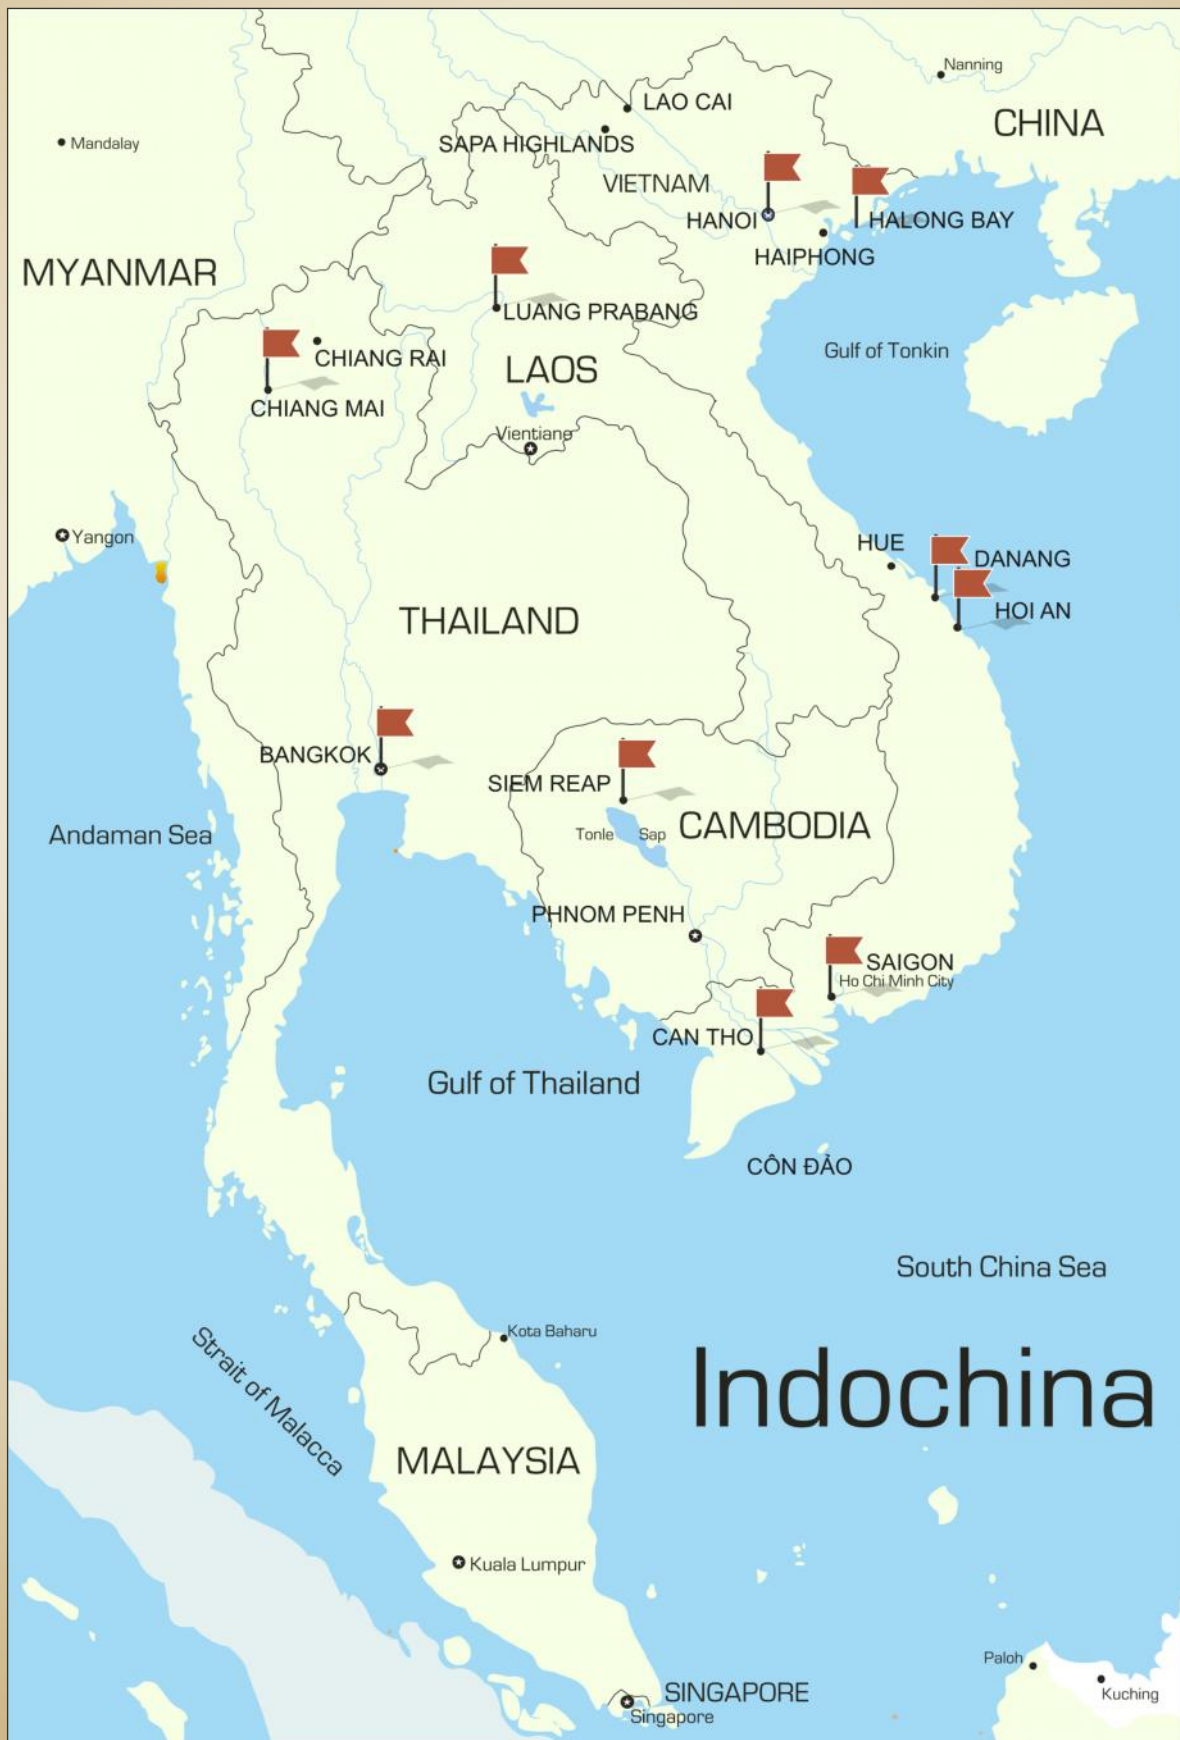 Nanning
LAO CAI
CHINA
Mandalay
SAPA HIGHLANDS
VIETNAM
HANOI
HALONG BAY
HAIPHONG
MYANMAR
LUANG PRABANG
Gulf of Tonkin
CHIANG RAI
LAOS
CHIANG MAI
Vientiane
Yangon
HUE
DANANG
HOI AN
THAILAND
BANGKOK
SIEM REAP
Andaman Sea
Tonle Sap
CAMBODIA
PHNOM PENH
SAIGON
Ho Chi Minh City
CAN THO
Gulf of Thailand
CÔN ĐẢO
South China Sea
Kota Baharu
Strait of Malacca
Indochina
MALAYSIA
Kuala Lumpur
Paloh
Kuching
SINGAPORE
Singapore